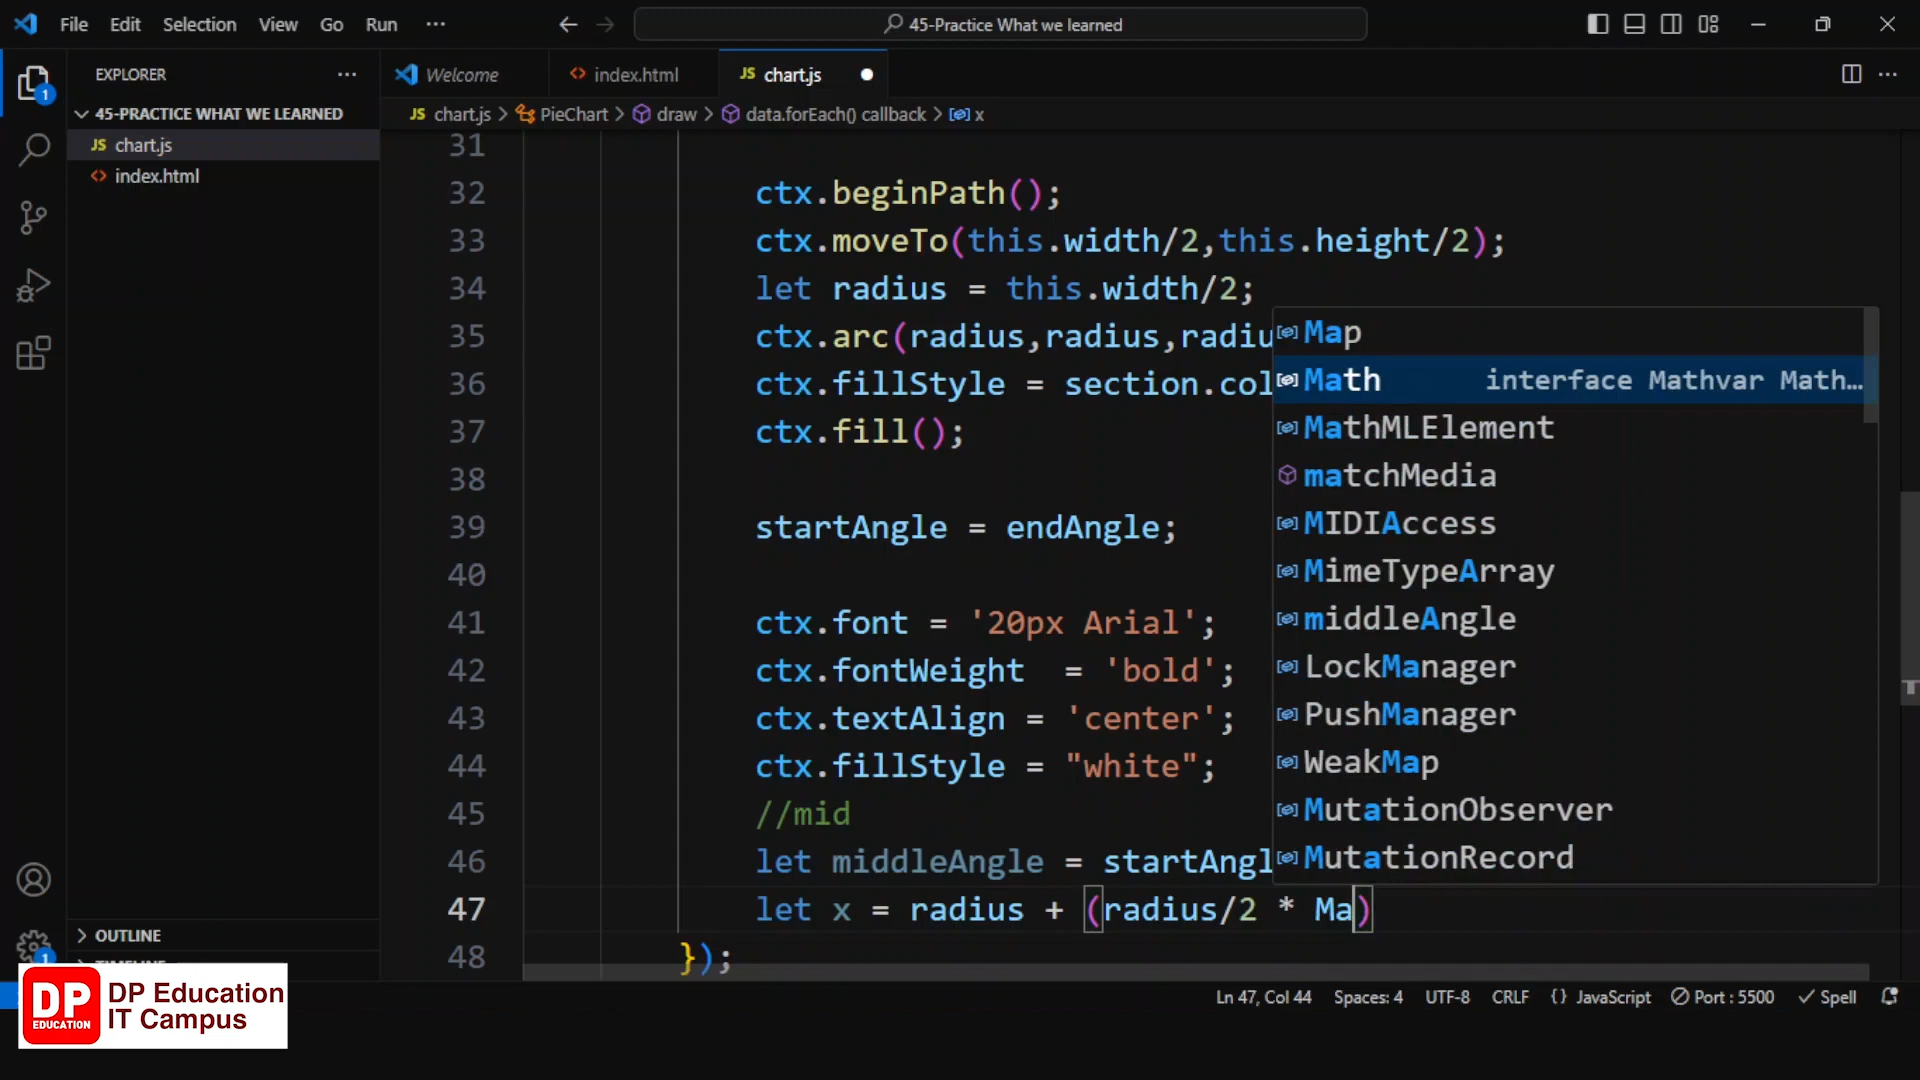 File Edit Selection View Go Run ···
45-Practice What we learned
EXPLORER ···
Welcome
index.html
JS chart.js
JS chart.js > PieChart > draw > data.forEach() callback > x
45-PRACTICE WHAT WE LEARNED
JS chart.js
<> index.html
1
31
32 ctx.beginPath();
33 ctx.moveTo(this.width/2,this.height/2);
34 let radius = this.width/2;
35 ctx.arc(radius,radius,radiu
36 ctx.fillStyle = section.col
37 ctx.fill();
38
39 startAngle = endAngle;
40
41 ctx.font = '20px Arial';
42 ctx.fontWeight  = 'bold';
43 ctx.textAlign = 'center';
44 ctx.fillStyle = "white";
45 //mid
46 let middleAngle = startAngl
47 let x = radius + (radius/2 * Ma)
48 });
Map
Math interface Mathvar Math…
MathMLElement
matchMedia
MIDIAccess
MimeTypeArray
middleAngle
LockManager
PushManager
WeakMap
MutationObserver
MutationRecord
OUTLINE
1
DP EDUCATION
DP Education
IT Campus
Ln 47, Col 44 Spaces: 4 UTF-8 CRLF {} JavaScript Port : 5500 Spell